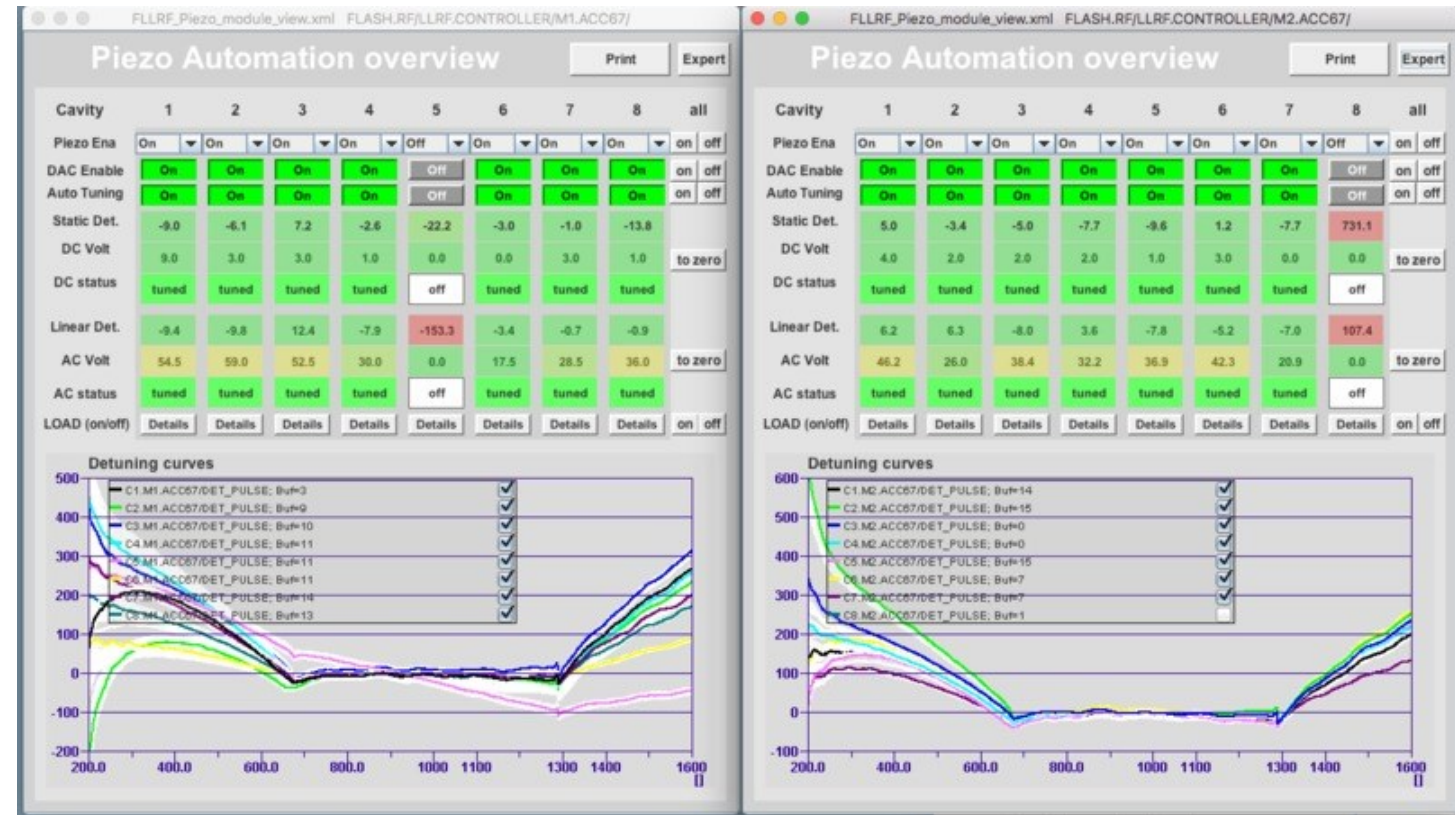 FLLRF_Piezo_module_view.xml FLASH.RF/LLRF.CONTROLLER/M1.ACC67/
Piezo Automation overview Print Expert
Cavity 1 2 3 4 5 6 7 8 all
Piezo Ena On On On On Off On On On on off
DAC Enable On On On On Off On On On on off
Auto Tuning On On On On Off On On On on off
Static Det. -9.0 -6.1 7.2 -2.6 -22.2 -3.0 -1.0 -13.8
DC Volt 9.0 3.0 3.0 1.0 0.0 0.0 3.0 1.0 to zero
DC status tuned tuned tuned tuned off tuned tuned tuned
Linear Det. -9.4 -9.8 12.4 -7.9 -153.3 -3.4 -0.7 -0.9
AC Volt 54.5 59.0 52.5 30.0 0.0 17.5 28.5 36.0 to zero
AC status tuned tuned tuned tuned off tuned tuned tuned
LOAD (on/off) Details Details Details Details Details Details Details Details on off
Detuning curves
500
C1.M1.ACC67/DET_PULSE; Buf=3
C2.M1.ACC67/DET_PULSE; Buf=9
400
C3.M1.ACC67/DET_PULSE; Buf=10
C4.M1.ACC67/DET_PULSE; Buf=11
300
C5.M1.ACC67/DET_PULSE; Buf=11
C6.M1.ACC67/DET_PULSE; Buf=11
200
C7.M1.ACC67/DET_PULSE; Buf=14
C8.M1.ACC67/DET_PULSE; Buf=13
100
0
-100
-200
200.0 400.0 600.0 800.0 1000 1100 1300 1400 1600
[]
FLLRF_Piezo_module_view.xml FLASH.RF/LLRF.CONTROLLER/M2.ACC67/
Piezo Automation overview Print Expert
Cavity 1 2 3 4 5 6 7 8 all
Piezo Ena On On On On On On On Off on off
DAC Enable On On On On On On On Off on off
Auto Tuning On On On On On On On Off on off
Static Det. 5.0 -3.4 -5.0 -7.7 -9.6 1.2 -7.7 731.1
DC Volt 4.0 2.0 2.0 2.0 1.0 3.0 0.0 0.0 to zero
DC status tuned tuned tuned tuned tuned tuned tuned off
Linear Det. 6.2 6.3 -8.0 3.6 -7.8 -5.2 -7.0 107.4
AC Volt 46.2 26.0 38.4 32.2 36.9 42.3 20.9 0.0 to zero
AC status tuned tuned tuned tuned tuned tuned tuned off
LOAD (on/off) Details Details Details Details Details Details Details Details on off
Detuning curves
600
C1.M2.ACC67/DET_PULSE; Buf=14
C2.M2.ACC67/DET_PULSE; Buf=15
500
C3.M2.ACC67/DET_PULSE; Buf=0
C4.M2.ACC67/DET_PULSE; Buf=0
400
C5.M2.ACC67/DET_PULSE; Buf=15
C6.M2.ACC67/DET_PULSE; Buf=7
300
C7.M2.ACC67/DET_PULSE; Buf=7
C8.M2.ACC67/DET_PULSE; Buf=1
200
100
0
-100
200.0 400.0 600.0 800.0 1000 1100 1300 1400 1600
[]